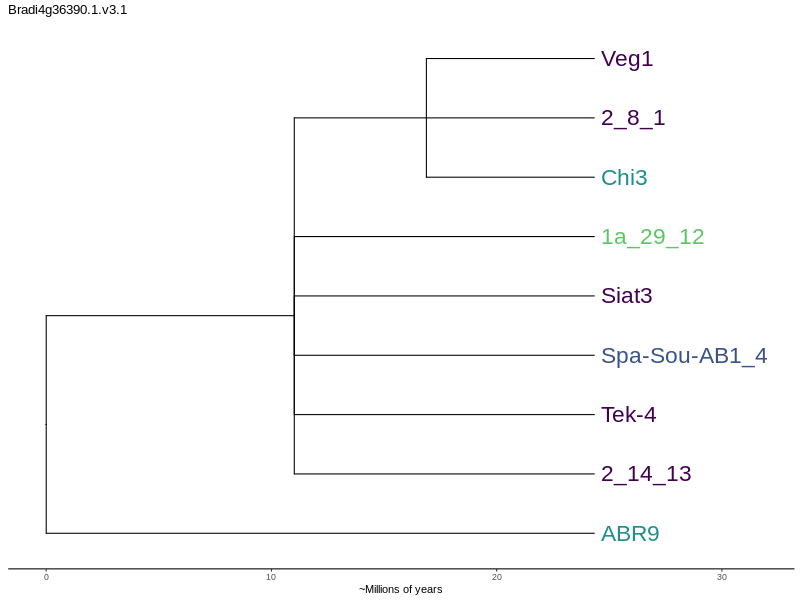 Bradi4g36390.1.v3.1
Veg1
2_8_1
Chi3
1a_29_12
Siat3
Spa-Sou-AB1_4
Tek-4
2_14_13
ABR9
0 10 20 30
~Millions of years